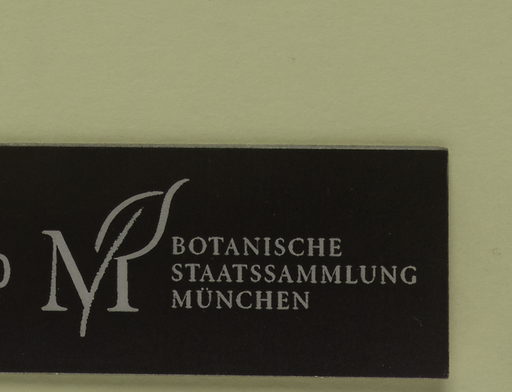 BOTANISCHE
STAATSSAMMLUNG
MÜNCHEN